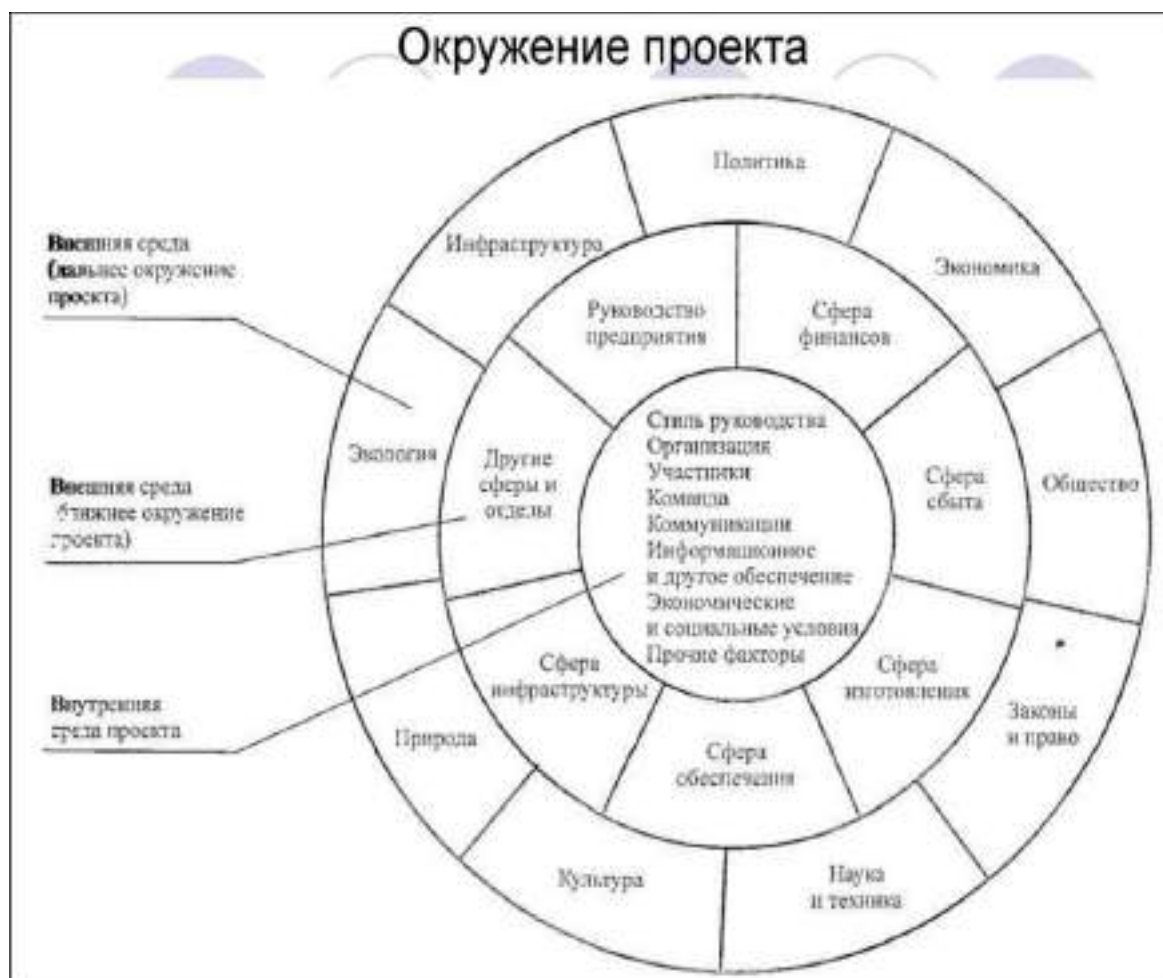 Окружение проекта
Политика
Инфраструктура
Экономика
Внешняя среда
(дальнее окружение
проекта)
Руководство
предприятия
Сфера
финансов
Стиль руководства
Организация
Участники
Команда
Коммуникации
Информационное
и другое обеспечение
Экономические
и социальные условия
Прочие факторы
Экология
Другие
сферы и
отделы
Сфера
сбыта
Общество
Внешняя среда
(ближнее окружение
проекта)
Сфера
инфраструктуры
Сфера
изготовления
Внутренняя
среда проекта
Природа
Сфера
обеспечения
Законы
и право
Культура
Наука
и техника